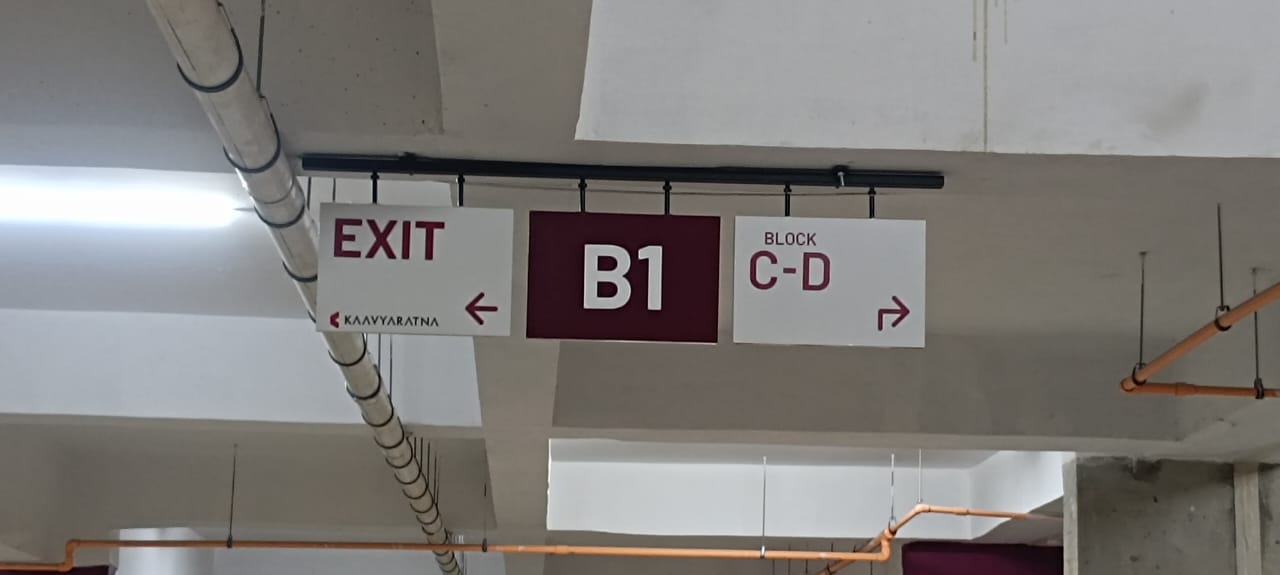 EXIT
KAAVYARATNA
B1
BLOCK
C-D